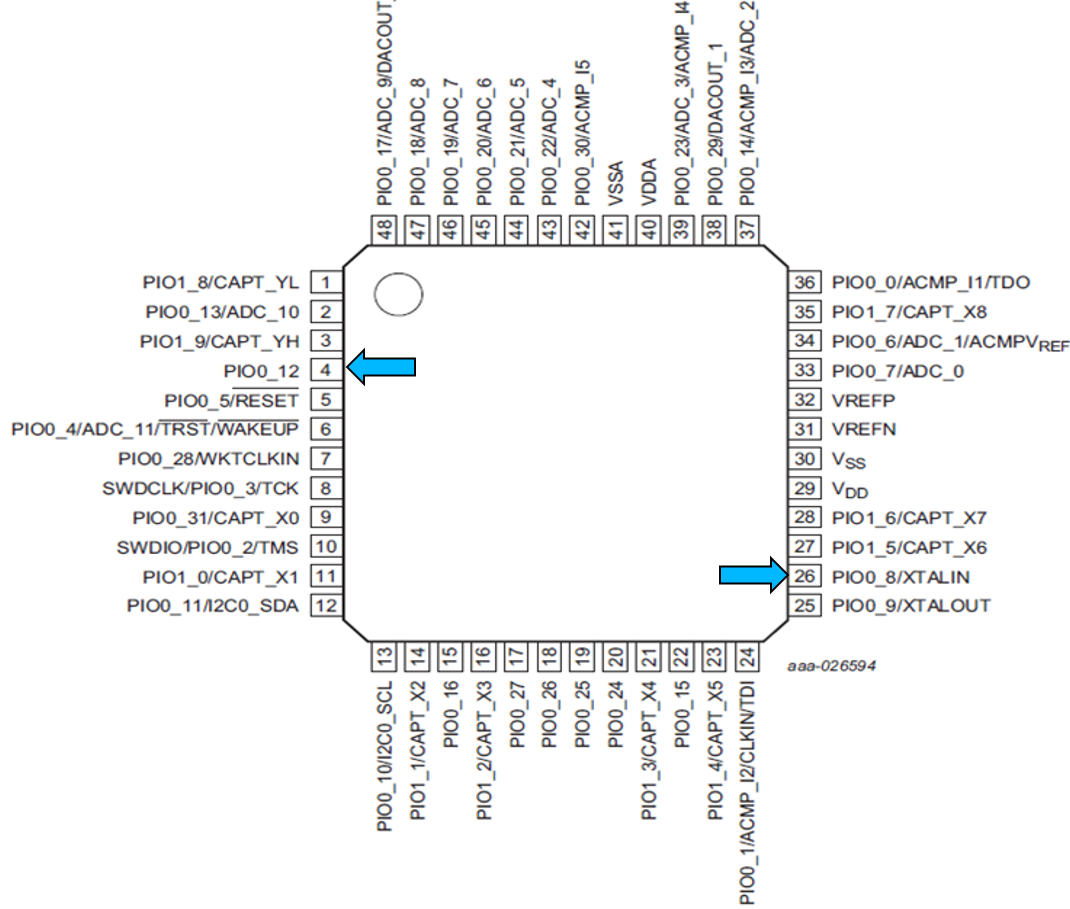 PIO0_17/ADC_9/DACOUT_
PIO0_18/ADC_8
PIO0_19/ADC_7
PIO0_20/ADC_6
PIO0_21/ADC_5
PIO0_22/ADC_4
PIO0_30/ACMP_I5
VSSA
VDDA
PIO0_23/ADC_3/ACMP_I4
PIO0_29/DACOUT_1
PIO0_14/ACMP_I3/ADC_2
48 47 46 45 44 43 42 41 40 39 38 37
PIO1_8/CAPT_YL 1
PIO0_13/ADC_10 2
PIO1_9/CAPT_YH 3
PIO0_12 4
PIO0_5/RESET 5
PIO0_4/ADC_11/TRST/WAKEUP 6
PIO0_28/WKTCLKIN 7
SWDCLK/PIO0_3/TCK 8
PIO0_31/CAPT_X0 9
SWDIO/PIO0_2/TMS 10
PIO1_0/CAPT_X1 11
PIO0_11/I2C0_SDA 12
36 PIO0_0/ACMP_I1/TDO
35 PIO1_7/CAPT_X8
34 PIO0_6/ADC_1/ACMPVREF
33 PIO0_7/ADC_0
32 VREFP
31 VREFN
30 VSS
29 VDD
28 PIO1_6/CAPT_X7
27 PIO1_5/CAPT_X6
26 PIO0_8/XTALIN
25 PIO0_9/XTALOUT
13 14 15 16 17 18 19 20 21 22 23 24
PIO0_10/I2C0_SCL
PIO1_1/CAPT_X2
PIO0_16
PIO1_2/CAPT_X3
PIO0_27
PIO0_26
PIO0_25
PIO0_24
PIO1_3/CAPT_X4
PIO0_15
PIO1_4/CAPT_X5
PIO0_1/ACMP_I2/CLKIN/TDI
aaa-026594